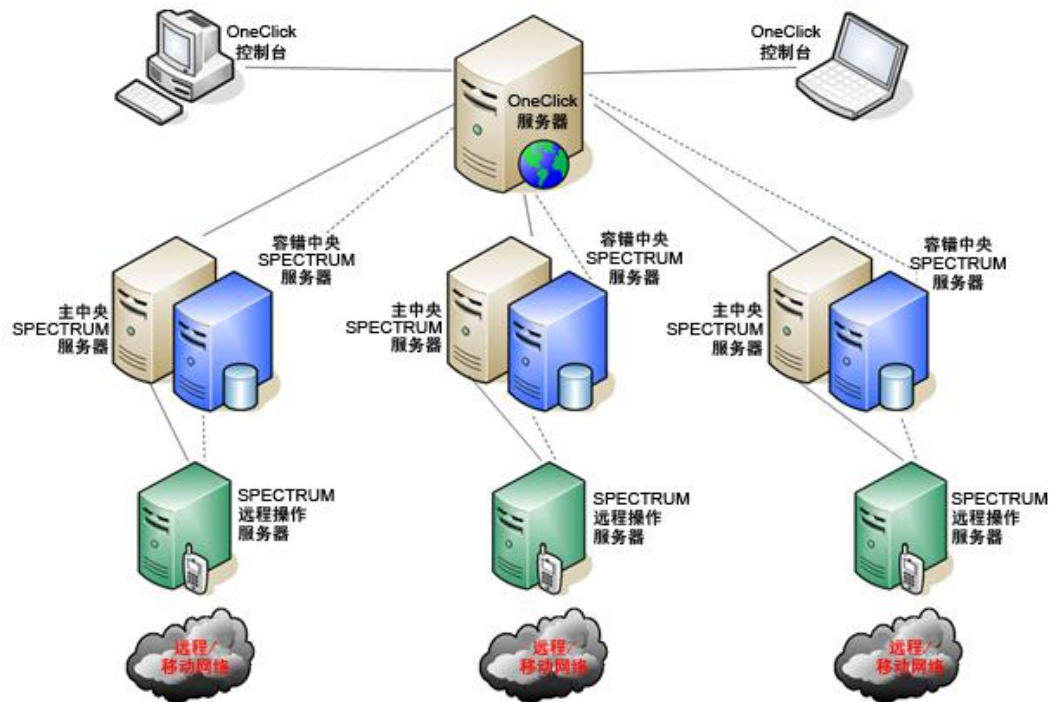 OneClick
控制台
OneClick
控制台
OneClick
服务器
容错中央
SPECTRUM
服务器
主中央
SPECTRUM
服务器
容错中央
SPECTRUM
服务器
主中央
SPECTRUM
服务器
容错中央
SPECTRUM
服务器
主中央
SPECTRUM
服务器
SPECTRUM
远程操作
服务器
SPECTRUM
远程操作
服务器
SPECTRUM
远程操作
服务器
远程/
移动网络
远程/
移动网络
远程/
移动网络